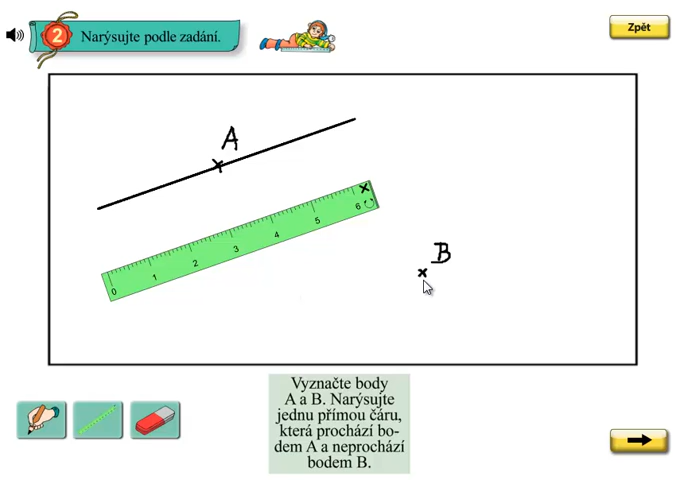 2 Narýsujte podle zadání.
Zpět
A
0 1 2 3 4 5 6
B
Vyznačte body
A a B. Narýsujte
jednu přímou čáru,
která prochází bo-
dem A a neprochází
bodem B.